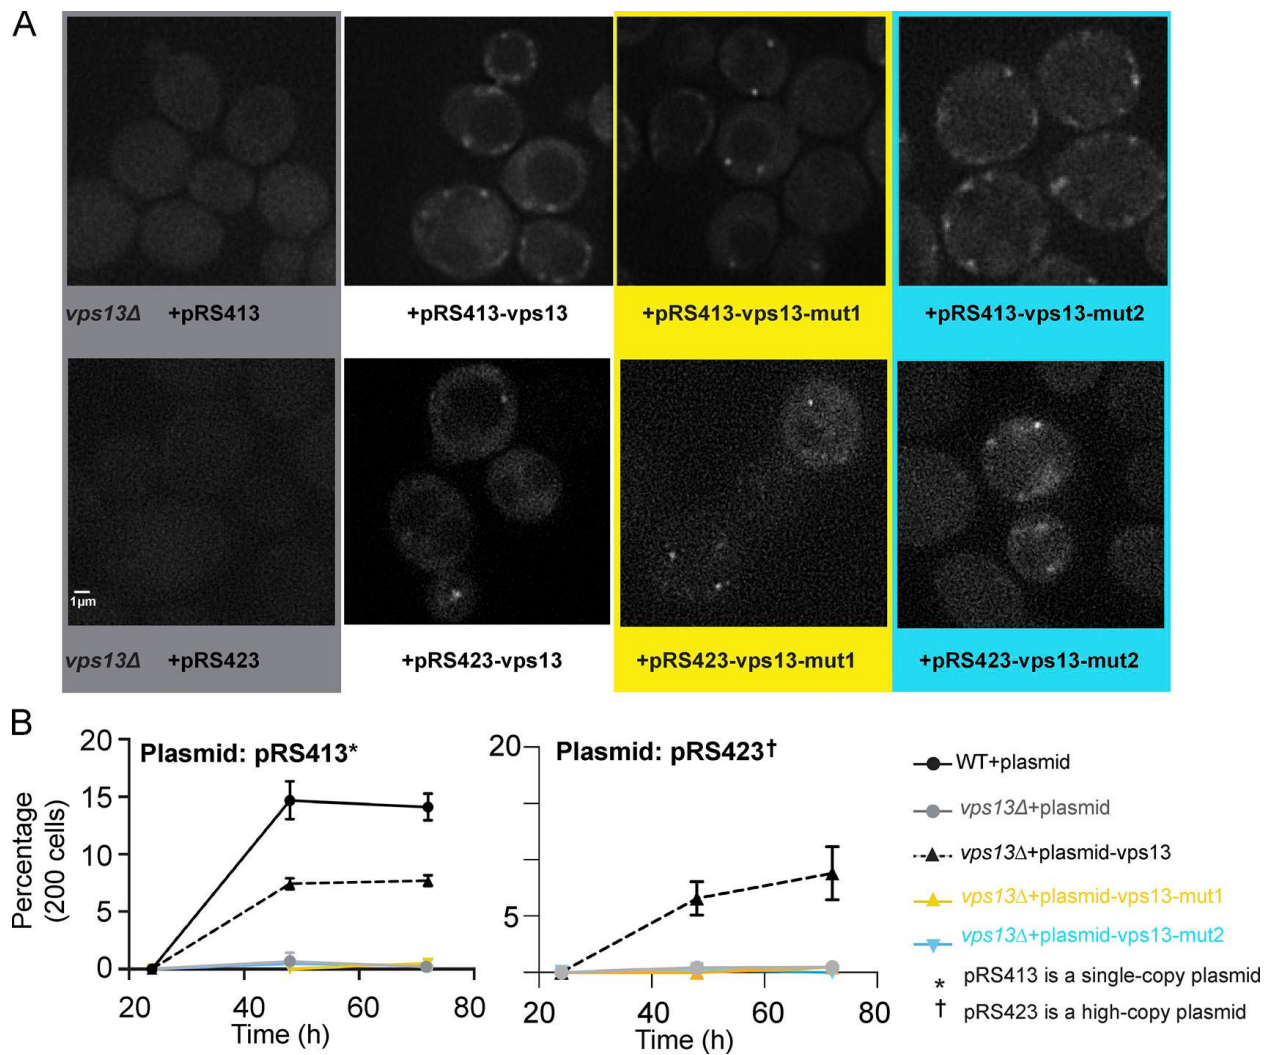 A
vps13Δ +pRS413
+pRS413-vps13
+pRS413-vps13-mut1
+pRS413-vps13-mut2
1μm
vps13Δ +pRS423
+pRS423-vps13
+pRS423-vps13-mut1
+pRS423-vps13-mut2
B
Plasmid: pRS413*
Percentage
(200 cells)
20
15
10
5
0
20 40 60 80
Time (h)
Plasmid: pRS423†
20
5
20 40 60 80
Time (h)
WT+plasmid
vps13Δ+plasmid
vps13Δ+plasmid-vps13
vps13Δ+plasmid-vps13-mut1
vps13Δ+plasmid-vps13-mut2
* pRS413 is a single-copy plasmid
† pRS423 is a high-copy plasmid